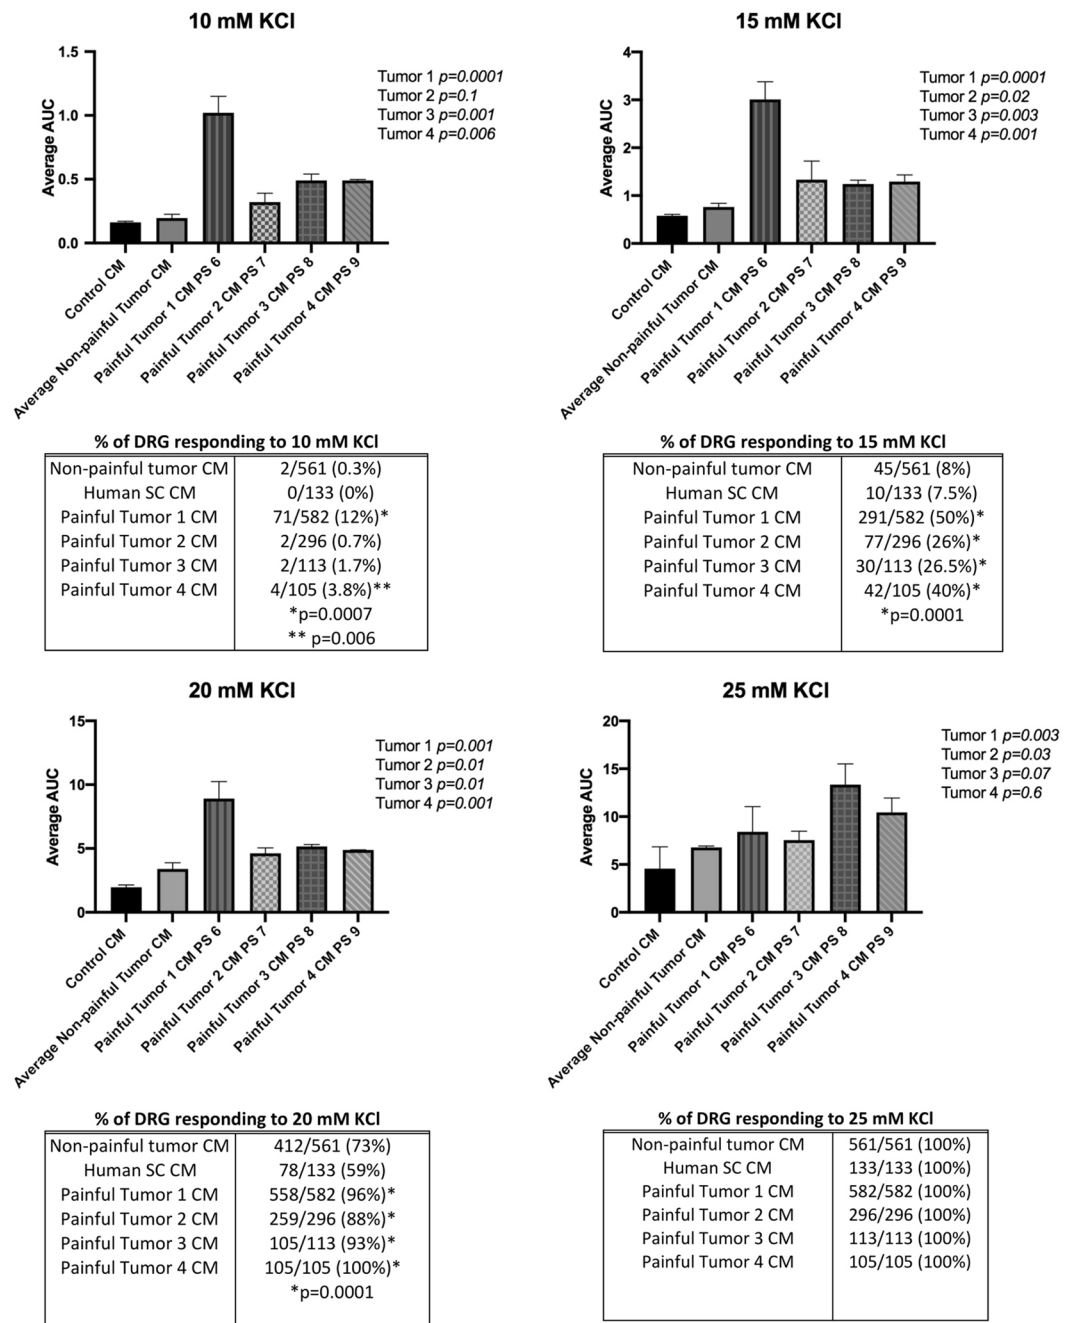 10 mM KCl
1.5
1.0
0.5
0.0
Average AUC
Tumor 1 p=0.0001
Tumor 2 p=0.1
Tumor 3 p=0.001
Tumor 4 p=0.006
Control CM
Average Non-painful Tumor CM
Painful Tumor 1 CM PS 6
Painful Tumor 2 CM PS 7
Painful Tumor 3 CM PS 8
Painful Tumor 4 CM PS 9
15 mM KCl
4
3
2
1
0
Average AUC
Tumor 1 p=0.0001
Tumor 2 p=0.02
Tumor 3 p=0.003
Tumor 4 p=0.001
Control CM
Average Non-painful Tumor CM
Painful Tumor 1 CM PS 6
Painful Tumor 2 CM PS 7
Painful Tumor 3 CM PS 8
Painful Tumor 4 CM PS 9
% of DRG responding to 10 mM KCl
Non-painful tumor CM 2/561 (0.3%)
Human SC CM 0/133 (0%)
Painful Tumor 1 CM 71/582 (12%)*
Painful Tumor 2 CM 2/296 (0.7%)
Painful Tumor 3 CM 2/113 (1.7%)
Painful Tumor 4 CM 4/105 (3.8%)**
*p=0.0007
** p=0.006
% of DRG responding to 15 mM KCl
Non-painful tumor CM 45/561 (8%)
Human SC CM 10/133 (7.5%)
Painful Tumor 1 CM 291/582 (50%)*
Painful Tumor 2 CM 77/296 (26%)*
Painful Tumor 3 CM 30/113 (26.5%)*
Painful Tumor 4 CM 42/105 (40%)*
*p=0.0001
20 mM KCl
15
10
5
0
Average AUC
Tumor 1 p=0.001
Tumor 2 p=0.01
Tumor 3 p=0.01
Tumor 4 p=0.001
Control CM
Average Non-painful Tumor CM
Painful Tumor 1 CM PS 6
Painful Tumor 2 CM PS 7
Painful Tumor 3 CM PS 8
Painful Tumor 4 CM PS 9
25 mM KCl
20
15
10
5
0
Average AUC
Tumor 1 p=0.003
Tumor 2 p=0.03
Tumor 3 p=0.07
Tumor 4 p=0.6
Control CM
Average Non-painful Tumor CM
Painful Tumor 1 CM PS 6
Painful Tumor 2 CM PS 7
Painful Tumor 3 CM PS 8
Painful Tumor 4 CM PS 9
% of DRG responding to 20 mM KCl
Non-painful tumor CM 412/561 (73%)
Human SC CM 78/133 (59%)
Painful Tumor 1 CM 558/582 (96%)*
Painful Tumor 2 CM 259/296 (88%)*
Painful Tumor 3 CM 105/113 (93%)*
Painful Tumor 4 CM 105/105 (100%)*
*p=0.0001
% of DRG responding to 25 mM KCl
Non-painful tumor CM 561/561 (100%)
Human SC CM 133/133 (100%)
Painful Tumor 1 CM 582/582 (100%)
Painful Tumor 2 CM 296/296 (100%)
Painful Tumor 3 CM 113/113 (100%)
Painful Tumor 4 CM 105/105 (100%)